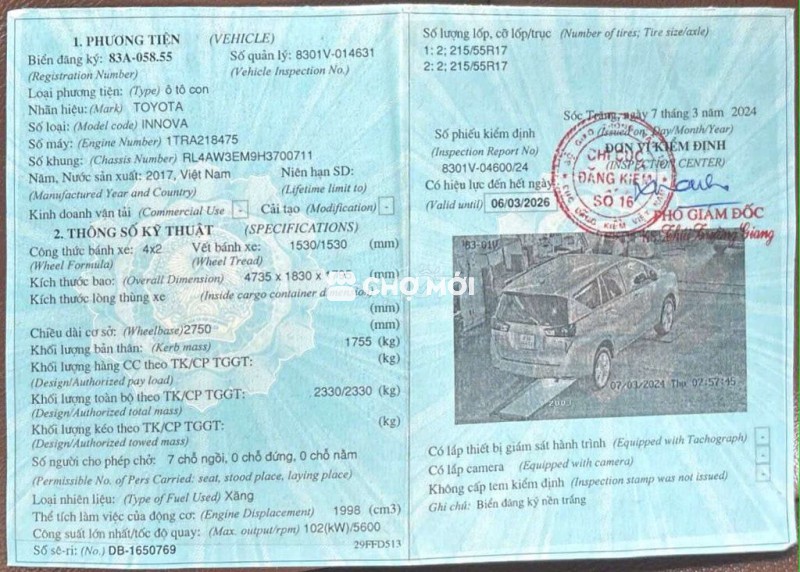 1. PHƯƠNG TIỆN (VEHICLE)
Biển đăng ký: 83A-058.55 Số quản lý: 8301V-014631
(Registration Number) (Vehicle Inspection No.)
Loại phương tiện: (Type) ô tô con
Nhãn hiệu: (Mark) TOYOTA
Số loại: (Model code) INNOVA
Số máy: (Engine Number) 1TRA218475
Số khung: (Chassis Number) RL4AW3EM9H3700711
Năm, Nước sản xuất: 2017, Việt Nam Niên hạn SD:
(Manufactured Year and Country) (Lifetime limit to)
Kinh doanh vận tải (Commercial Use) - Cải tạo (Modification) -
2. THÔNG SỐ KỸ THUẬT (SPECIFICATIONS)
Công thức bánh xe: 4x2 Vết bánh xe: 1530/1530 (mm)
(Wheel Formula) (Wheel Tread)
Kích thước bao: (Overall Dimension) 4735 x 1830 x (mm)
Kích thước lòng thùng xe (Inside cargo container
(mm)
Chiều dài cơ sở: (Wheelbase) 2750 (mm)
Khối lượng bản thân: (Kerb mass) 1755 (kg)
Khối lượng hàng CC theo TK/CP TGGT: (kg)
(Design/Authorized pay load)
Khối lượng toàn bộ theo TK/CP TGGT: 2330/2330 (kg)
(Design/Authorized total mass)
Khối lượng kéo theo TK/CP TGGT: (kg)
(Design/Authorized towed mass)
Số người cho phép chở: 7 chỗ ngồi, 0 chỗ đứng, 0 chỗ nằm
(Permissible No. of Pers Carried: seat, stood place, laying place)
Loại nhiên liệu: (Type of Fuel Used) Xăng
Thể tích làm việc của động cơ: (Engine Displacement) 1998 (cm3)
Công suất lớn nhất/tốc độ quay: (Max. output/rpm) 102(kW)/5600
Số sê-ri: (No.) DB-1650769 29FFD513
Số lượng lốp, cỡ lốp/trục (Number of tires; Tire size/axle)
1: 2; 215/55R17
2: 2; 215/55R17
Sóc Trăng, ngày 7 tháng 3 năm 2024
(Issued on, Day/Month/Year)
Số phiếu kiểm định ĐƠN VỊ KIỂM ĐỊNH
(Inspection Report No) (INSPECTION CENTER)
8301V-04600/24
Có hiệu lực đến hết ngày
(Valid until) 06/03/2026
CHI CỤC
ĐĂNG KIỂM
SỐ 16
PHÓ GIÁM ĐỐC
Giang
83-01V
07/03/2024 Thu 07:57:45
CHỢ MỚI
Có lắp thiết bị giám sát hành trình (Equipped with Tachograph) -
Có lắp camera (Equipped with camera) -
Không cấp tem kiểm định (Inspection stamp was not issued) -
Ghi chú: Biển đăng ký nền trắng